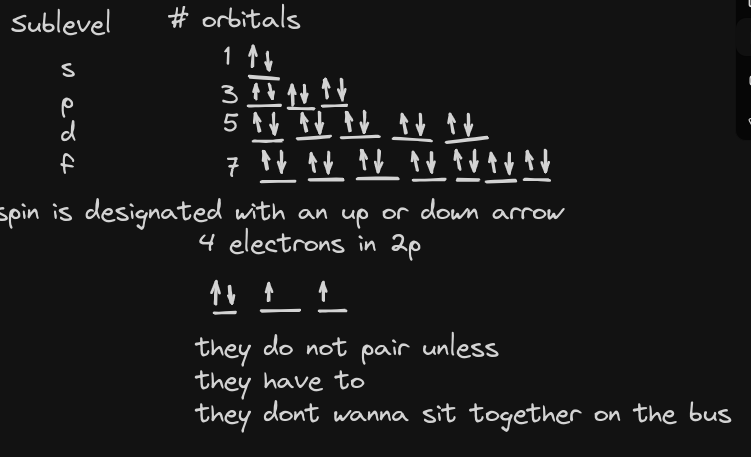 Sublevel # orbitals
s 1 ↑↓
p 3 ↑↓ ↑↓ ↑↓
d 5 ↑↓ ↑↓ ↑↓ ↑↓ ↑↓
f 7 ↑↓ ↑↓ ↑↓ ↑↓ ↑↓ ↑↓ ↑↓
spin is designated with an up or down arrow
4 electrons in 2p
↑↓ ↑ ↑
they do not pair unless
they have to
they dont wanna sit together on the bus